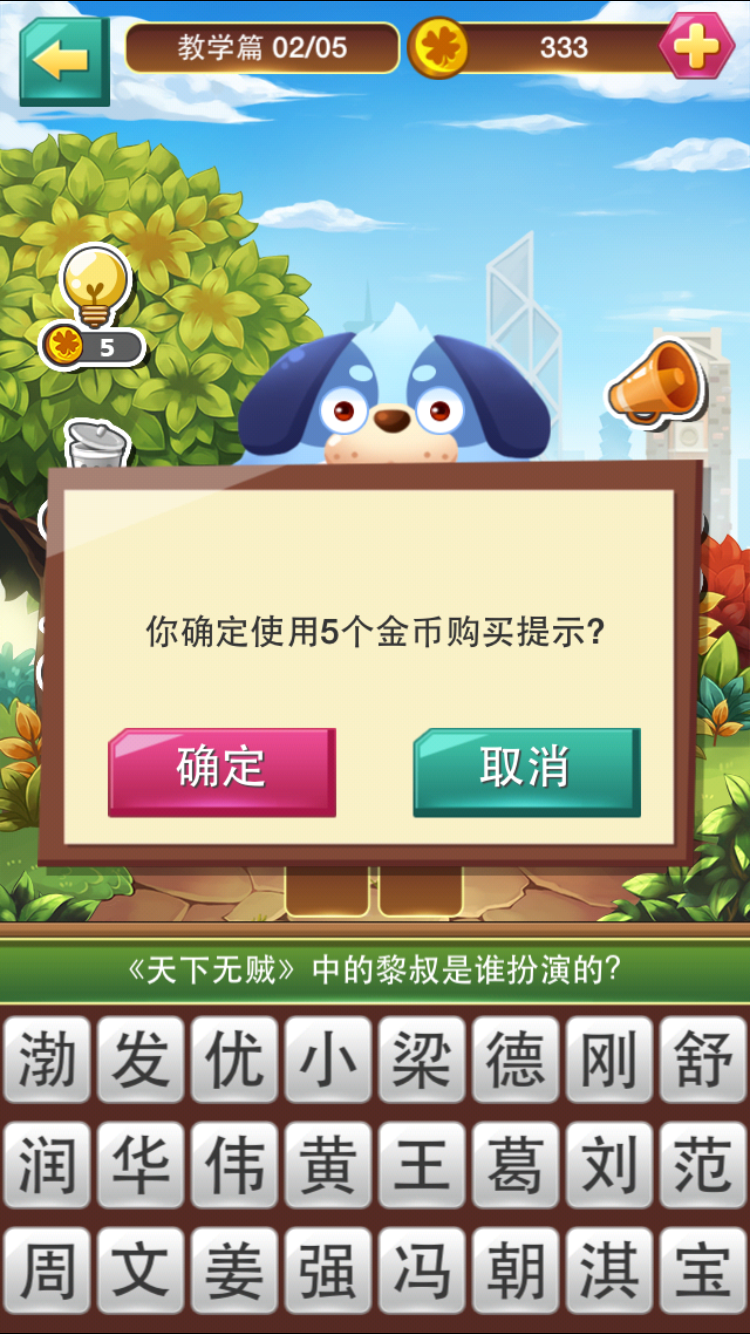 教学篇 02/05
333
5
你确定使用5个金币购买提示?
确定
取消
《天下无贼》中的黎叔是谁扮演的?
渤 发 优 小 梁 德 刚 舒
润 华 伟 黄 王 葛 刘 范
周 文 姜 强 冯 朝 淇 宝